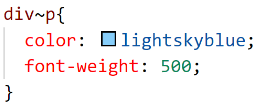 div~p{
  color: lightskyblue;
  font-weight: 500;
}